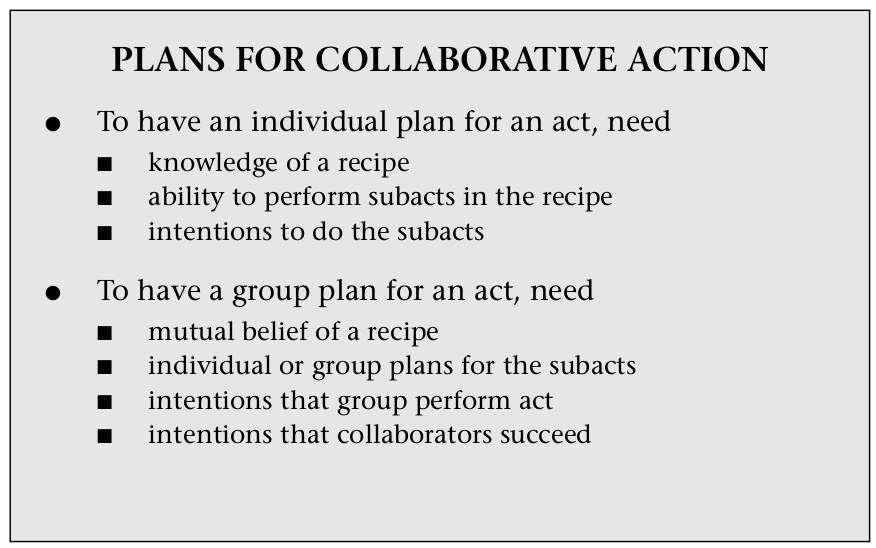 PLANS FOR COLLABORATIVE ACTION
● To have an individual plan for an act, need
■ knowledge of a recipe
■ ability to perform subacts in the recipe
■ intentions to do the subacts
● To have a group plan for an act, need
■ mutual belief of a recipe
■ individual or group plans for the subacts
■ intentions that group perform act
■ intentions that collaborators succeed